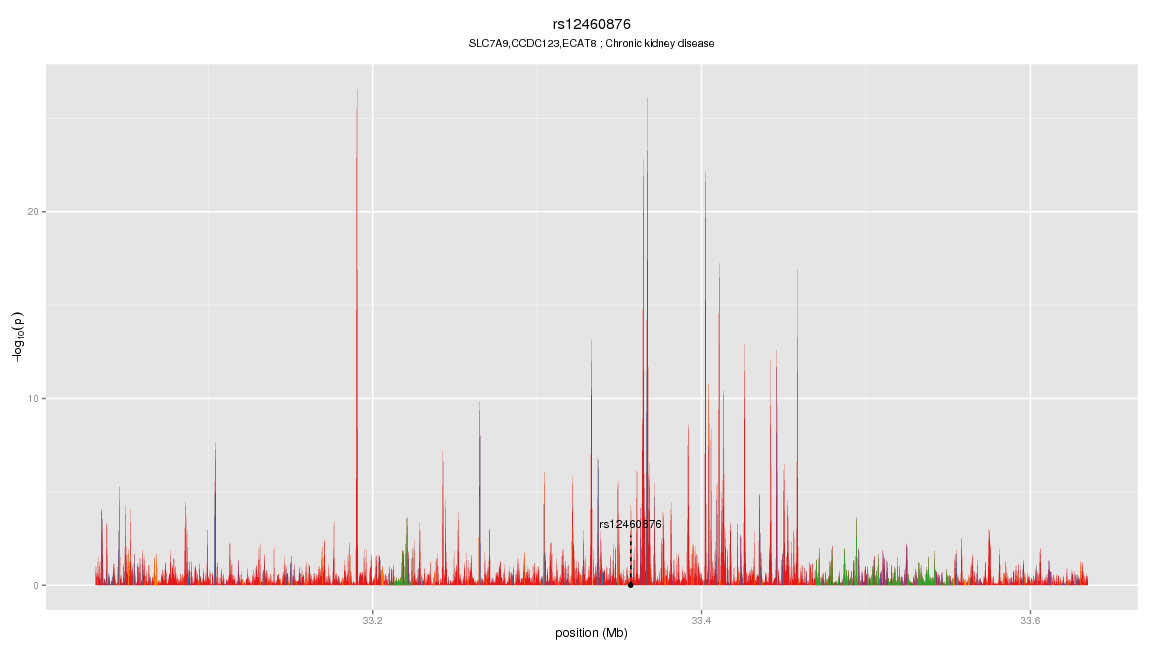 rs12460876
SLC7A9,CCDC123,ECAT8 ; Chronic kidney disease
20
10
0
−log10(p)
rs12460876
33.2
33.4
33.6
position (Mb)